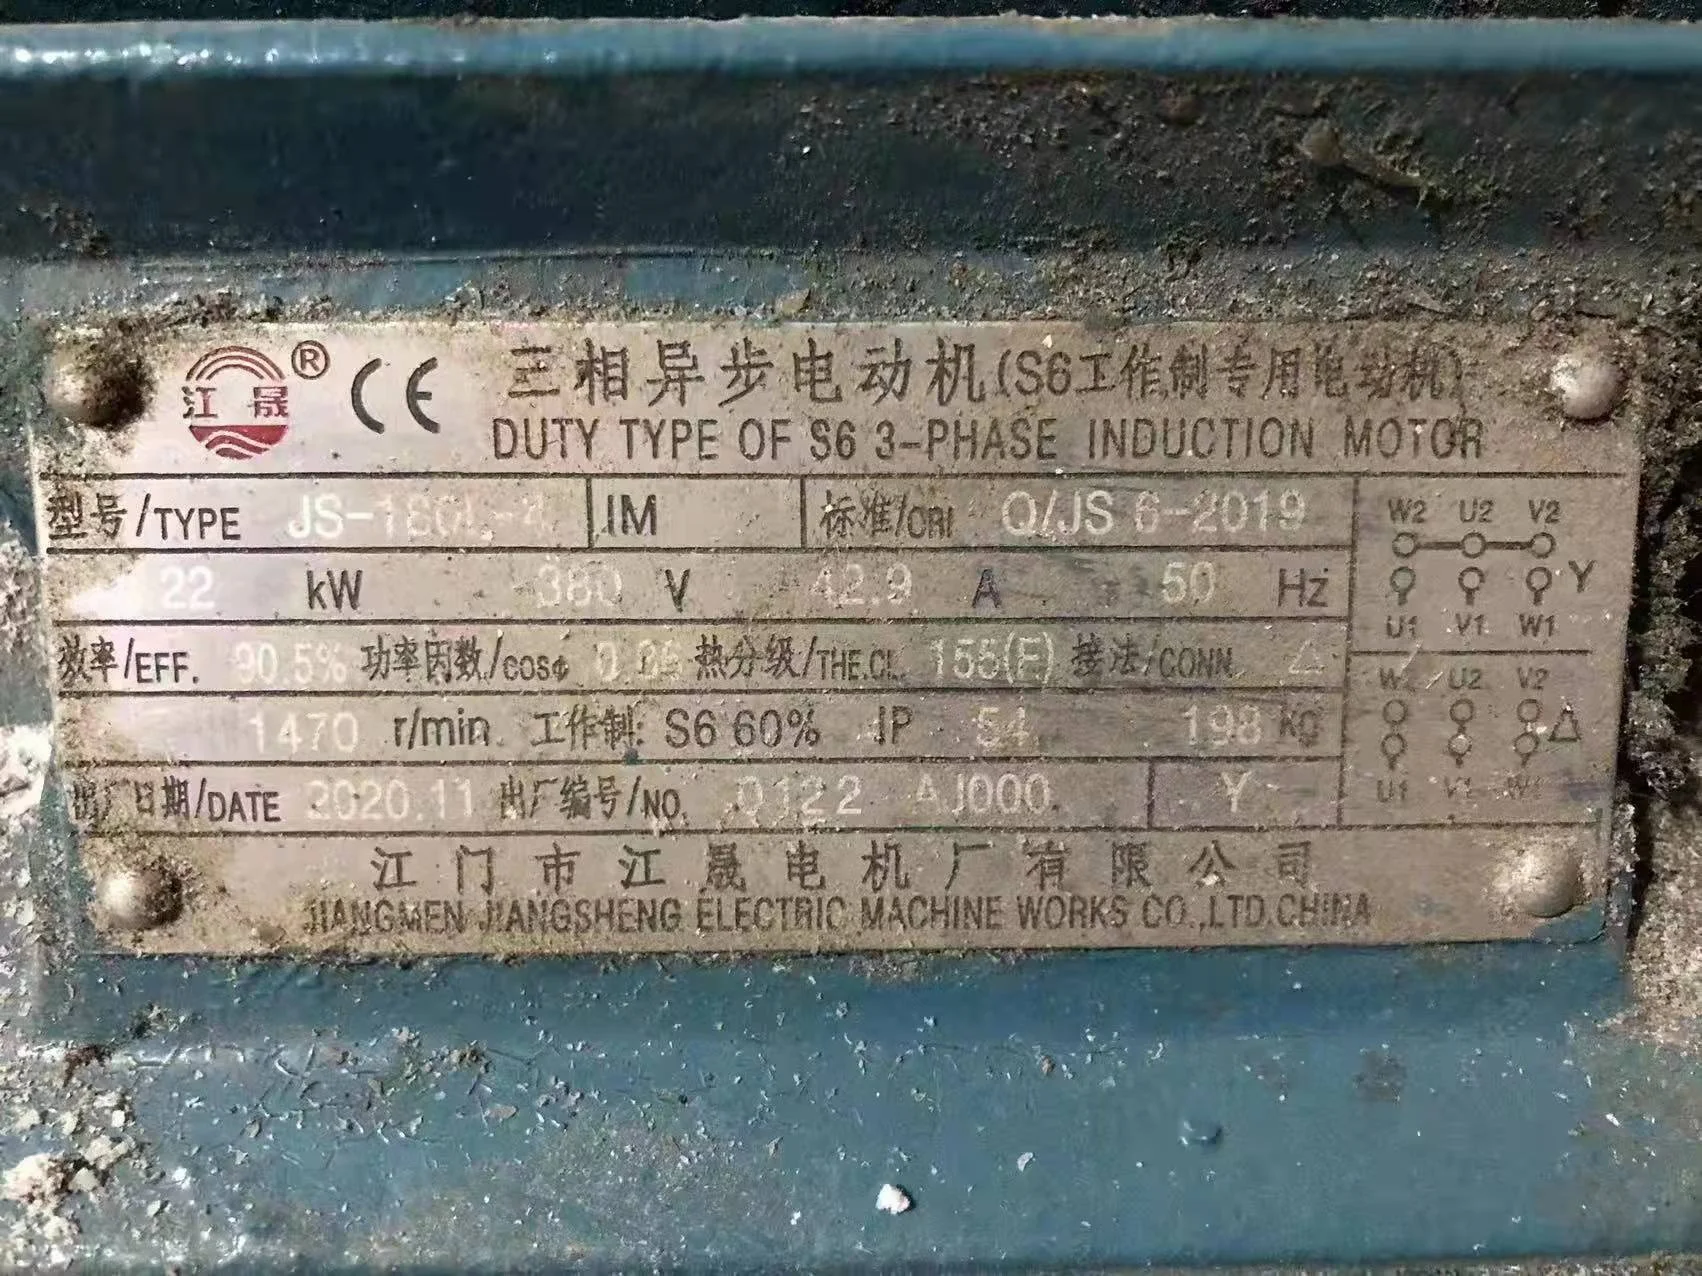 江晟 ® CE 三相异步电动机(S6工作制专用电动机)
DUTY TYPE OF S6 3-PHASE INDUCTION MOTOR
型号/TYPE JS-180L-4 IM 标准/ORI Q/JS 6-2019
22 kW 380 V 42.9 A 50 Hz
效率/EFF. 90.5% 功率因数/cosφ 热分级/THE.CL. 155(F) 接法/CONN. △
1470 r/min 工作制: S6 60% IP 54 198 kg
出厂日期/DATE 2020.11 出厂编号/NO. Q122 AJ000 Y
W2 U2 V2
Y
U1 V1 W1
W2 U2 V2
△
U1 V1 W1
江门市江晟电机厂有限公司
JIANGMEN JIANGSHENG ELECTRIC MACHINE WORKS CO.,LTD.CHINA